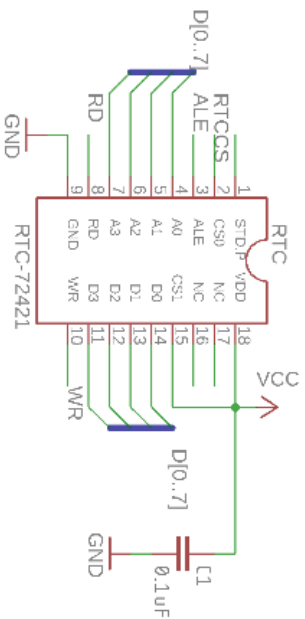 D[0..7]
RTCCS
ALE
RD
GND
RTC
1 STD.P VDD 18
2 CS0 NC 17
3 ALE NC 16
4 A0 CS1 15
5 A1 D0 14
6 A2 D1 13
7 A3 D2 12
8 RD D3 11
9 GND WR 10
RTC-72421
VCC
WR
D[0..7]
C1
0.1uF
GND